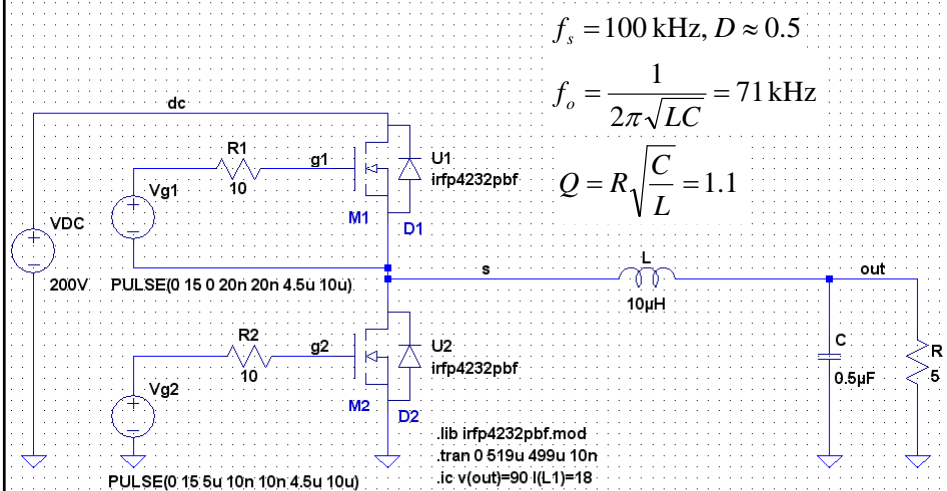 f_s = 100 kHz, D ≈ 0.5
f_o = 1 / (2π√(LC)) = 71 kHz
Q = R√(C/L) = 1.1
dc
R1
10
g1
U1
irfp4232pbf
Vg1
M1
D1
VDC
200V
PULSE(0 15 0 20n 20n 4.5u 10u)
s
L
10µH
out
R2
10
g2
U2
irfp4232pbf
C
0.5µF
R
5
Vg2
M2
D2
.lib irfp4232pbf.mod
.tran 0 519u 499u 10n
.ic v(out)=90 I(L1)=18
PULSE(0 15 5u 10n 10n 4.5u 10u)